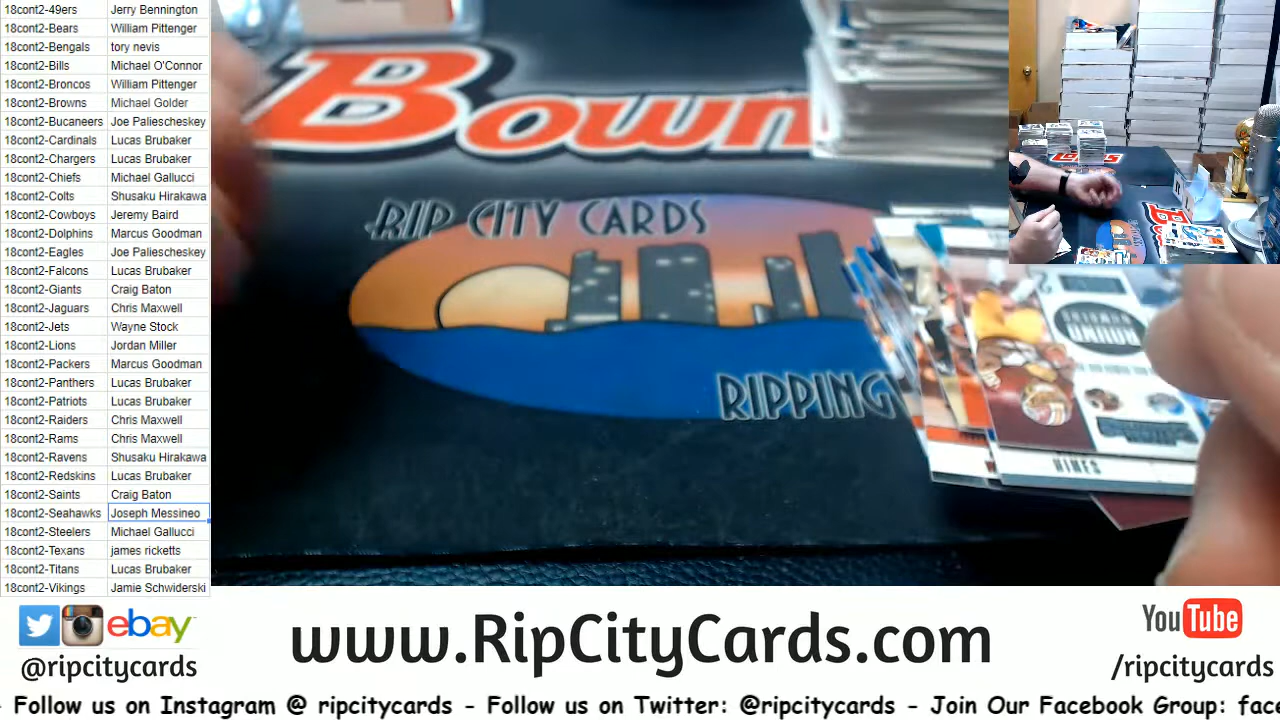 18cont2-49ers Jerry Bennington
18cont2-Bears William Pittenger
18cont2-Bengals tory nevis
18cont2-Bills Michael O'Connor
18cont2-Broncos William Pittenger
18cont2-Browns Michael Golder
18cont2-Bucaneers Joe Paliescheskey
18cont2-Cardinals Lucas Brubaker
18cont2-Chargers Lucas Brubaker
18cont2-Chiefs Michael Gallucci
18cont2-Colts Shusaku Hirakawa
18cont2-Cowboys Jeremy Baird
18cont2-Dolphins Marcus Goodman
18cont2-Eagles Joe Paliescheskey
18cont2-Falcons Lucas Brubaker
18cont2-Giants Craig Baton
18cont2-Jaguars Chris Maxwell
18cont2-Jets Wayne Stock
18cont2-Lions Jordan Miller
18cont2-Packers Marcus Goodman
18cont2-Panthers Lucas Brubaker
18cont2-Patriots Lucas Brubaker
18cont2-Raiders Chris Maxwell
18cont2-Rams Chris Maxwell
18cont2-Ravens Shusaku Hirakawa
18cont2-Redskins Lucas Brubaker
18cont2-Saints Craig Baton
18cont2-Seahawks Joseph Messineo
18cont2-Steelers Michael Gallucci
18cont2-Texans james ricketts
18cont2-Titans Lucas Brubaker
18cont2-Vikings Jamie Schwiderski
Bown
RIP CITY CARDS
RIPPING
HINES
ebay
@ripcitycards
www.RipCityCards.com
YouTube
/ripcitycards
- Follow us on Instagram @ ripcitycards - Follow us on Twitter: @ripcitycards - Join Our Facebook Group: face